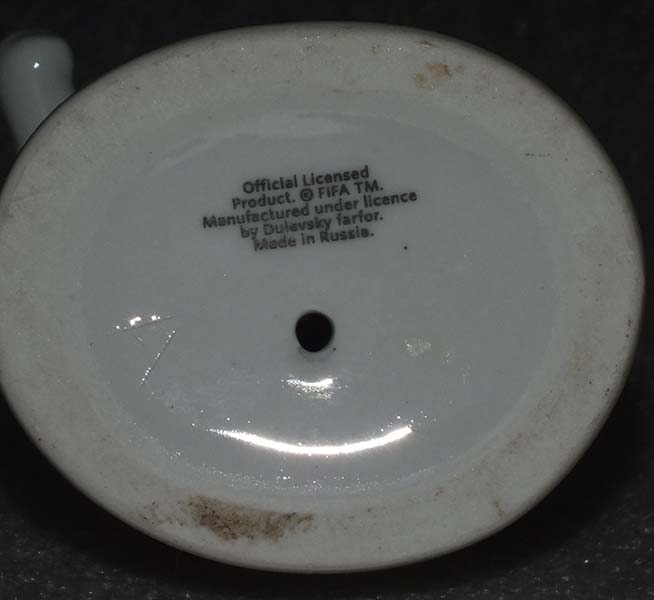 Official Licensed
Product. © FIFA TM.
Manufactured under licence
by Dulevsky farfor.
Made in Russia.